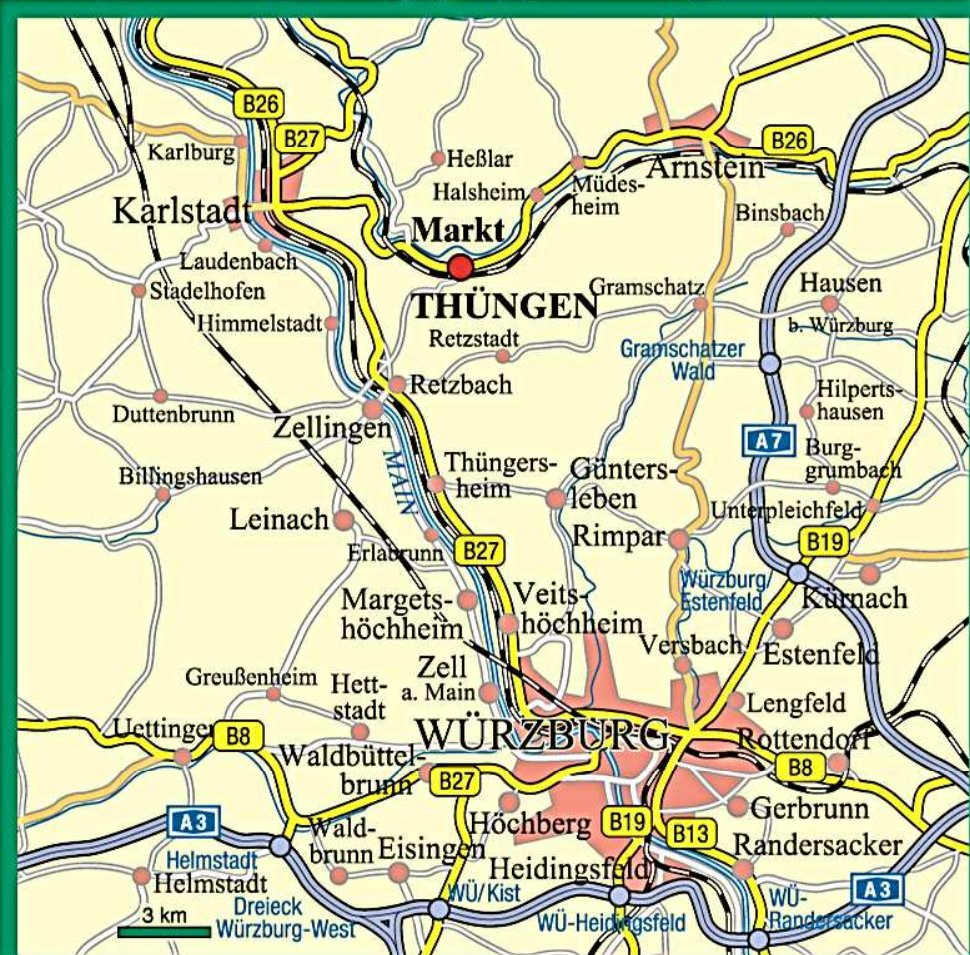 B26
B27
B26
Karlburg
Heßlar
Arnstein
Halsheim
Müdes-
heim
Karlstadt
Markt
Binsbach
Laudenbach
Stadelhofen
THÜNGEN
Gramschatz
Hausen
b. Würzburg
Himmelstadt
Retzstadt
Gramschatzer
Wald
Retzbach
Hilperts-
hausen
Duttenbrunn
Zellingen
A7
Burg-
grumbach
MAIN
Thüngers-
heim
Günters-
leben
Billingshausen
Unterpleichfeld
Leinach
Rimpar
B19
Erlabrunn
B27
Würzburg/
Estenfeld
Kürnach
Margets-
höchheim
Veits-
höchheim
Versbach
Estenfeld
Zell
a. Main
Greußenheim
Hett-
stadt
Lengfeld
Uettingen
B8
WÜRZBURG
Rottendorf
Waldbüttel-
brunn
B27
B8
Gerbrunn
A3
Wald-
brunn
Eisingen
Höchberg
B19
B13
Randersacker
Helmstadt
Helmstadt
Heidingsfeld
A3
3 km
Dreieck
Würzburg-West
WÜ/Kist
WÜ-Heidingsfeld
WÜ-
Randersacker